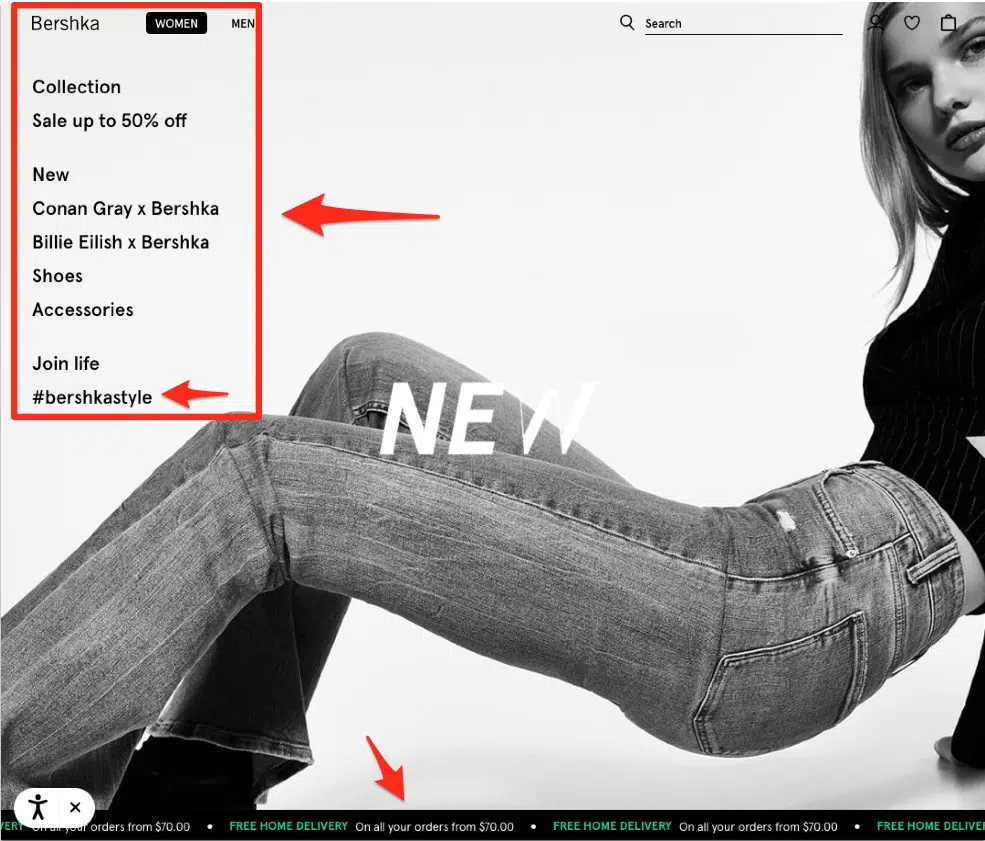 Bershka WOMEN MEN Search
Collection
Sale up to 50% off
New
Conan Gray x Bershka
Billie Eilish x Bershka
Shoes
Accessories
Join life
#bershkastyle
NEW
VERY On all your orders from $70.00 • FREE HOME DELIVERY On all your orders from $70.00 • FREE HOME DELIVERY On all your orders from $70.00 • FREE HOME DELIVE